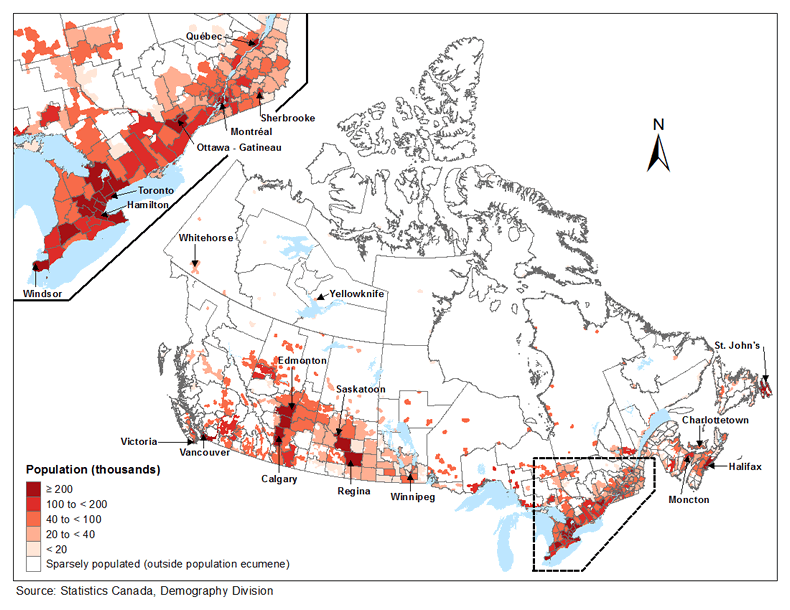 Québec
Sherbrooke
Montréal
Ottawa - Gatineau
Toronto
Hamilton
Windsor
N
Whitehorse
Yellowknife
Edmonton
Saskatoon
St. John's
Charlottetown
Victoria
Vancouver
Halifax
Calgary
Regina
Winnipeg
Moncton
Population (thousands)
≥ 200
100 to < 200
40 to < 100
20 to < 40
< 20
Sparsely populated (outside population ecumene)
Source: Statistics Canada, Demography Division